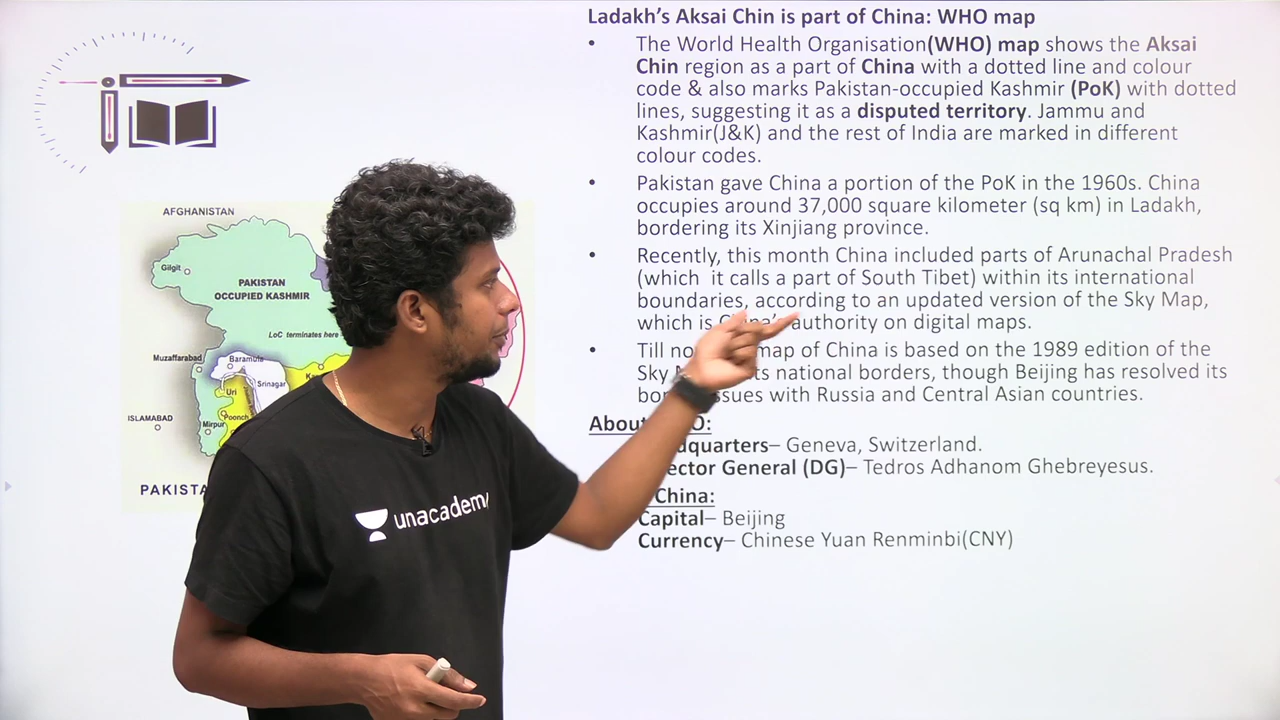 Ladakh's Aksai Chin is part of China: WHO map
• The World Health Organisation(WHO) map shows the Aksai
Chin region as a part of China with a dotted line and colour
code & also marks Pakistan-occupied Kashmir (PoK) with dotted
lines, suggesting it as a disputed territory. Jammu and
Kashmir(J&K) and the rest of India are marked in different
colour codes.
• Pakistan gave China a portion of the PoK in the 1960s. China
occupies around 37,000 square kilometer (sq km) in Ladakh,
bordering its Xinjiang province.
• Recently, this month China included parts of Arunachal Pradesh
(which it calls a part of South Tibet) within its international
boundaries, according to an updated version of the Sky Map,
which is China's authority on digital maps.
• Till no map of China is based on the 1989 edition of the
Sky national borders, though Beijing has resolved its
with Russia and Central Asian countries.
About
Geneva, Switzerland.
General (DG)– Tedros Adhanom Ghebreyesus.
China:
Capital– Beijing
Currency– Chinese Yuan Renminbi(CNY)
AFGHANISTAN
Gilgit
PAKISTAN
OCCUPIED KASHMIR
LoC terminates here
Muzaffarabad
Baramula
Srinagar
Uri
ISLAMABAD
Poonch
Mirpur
unacademy